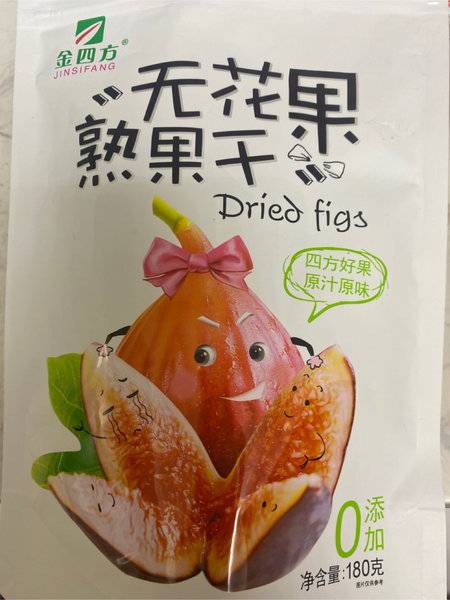 金四方®
JINSIFANG
“无花果
熟果干”
Dried figs
四方好果
原汁原味
0添加
净含量:180克
图片仅供参考